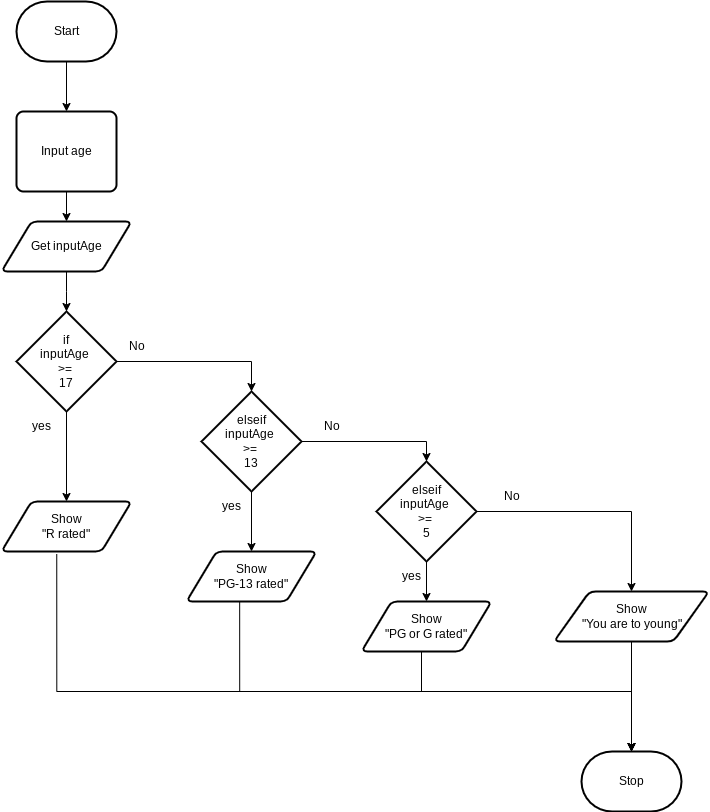 Start
Input age
Get inputAge
if
inputAge
>=
17
No
yes
elseif
inputAge
>=
13
No
yes
elseif
inputAge
>=
5
No
yes
Show
"R rated"
Show
"PG-13 rated"
Show
"PG or G rated"
Show
"You are to young"
Stop